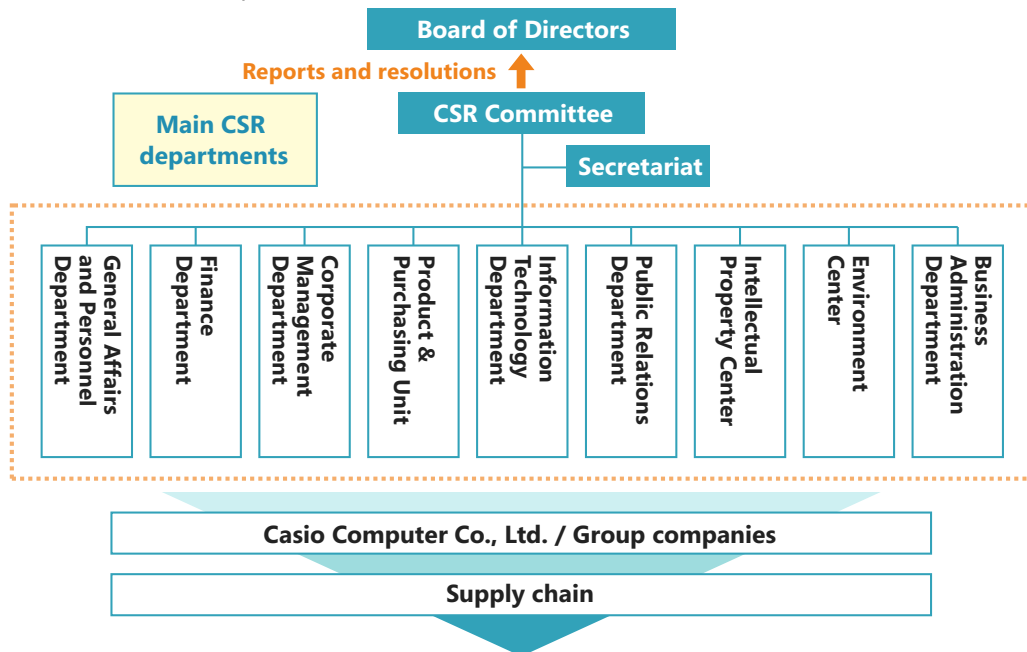 Board of Directors
Reports and resolutions
CSR Committee
Main CSR
departments
Secretariat
General Affairs
and Personnel
Department
Finance
Department
Corporate
Management
Department
Product &
Purchasing Unit
Information
Technology
Department
Public Relations
Department
Intellectual
Property Center
Environment
Center
Business
Administration
Department
Casio Computer Co., Ltd. / Group companies
Supply chain